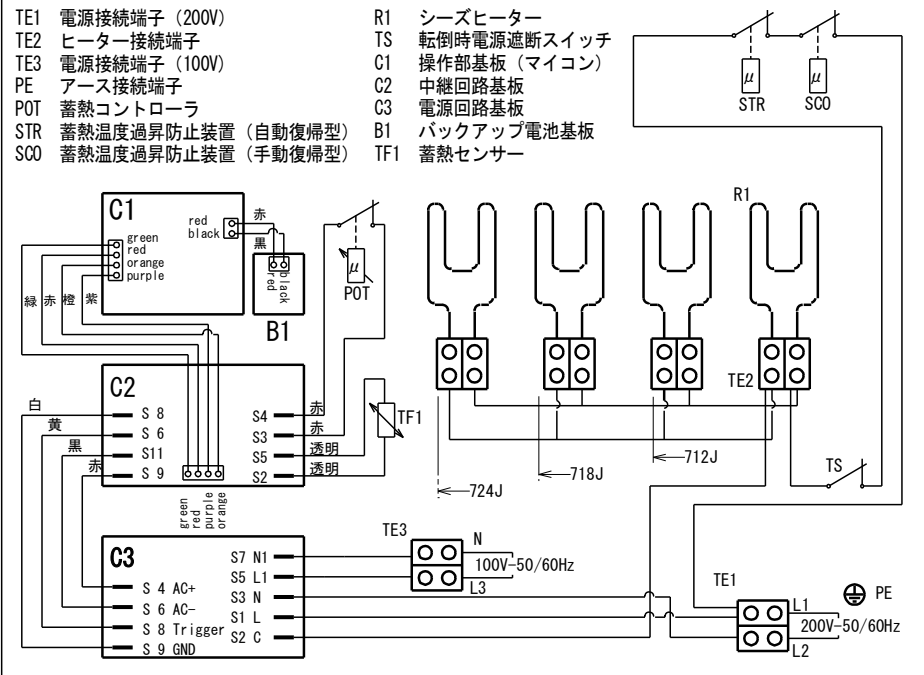 TE1 電源接続端子（200V）
TE2 ヒーター接続端子
TE3 電源接続端子（100V）
PE アース接続端子
POT 蓄熱コントローラ
STR 蓄熱温度過昇防止装置（自動復帰型）
SCO 蓄熱温度過昇防止装置（手動復帰型）
R1 シーズヒーター
TS 転倒時電源遮断スイッチ
C1 操作部基板（マイコン）
C2 中継回路基板
C3 電源回路基板
B1 バックアップ電池基板
TF1 蓄熱センサー
μ
STR
μ
SCO
C1
red
black
赤
黒
green
red
orange
purple
緑
赤
橙
紫
red
black
B1
μ
POT
R1
C2
白
黄
黒
赤
S 8
S 6
S11
S 9
S4
S3
S5
S2
赤
赤
透明
透明
TF1
green
red
purple
orange
TE2
724J
718J
712J
TS
C3
S 4 AC+
S 6 AC-
S 8 Trigger
S 9 GND
S7 N1
S5 L1
S3 N
S1 L
S2 C
TE3
N
100V-50/60Hz
L3
TE1
L1
200V-50/60Hz
L2
PE